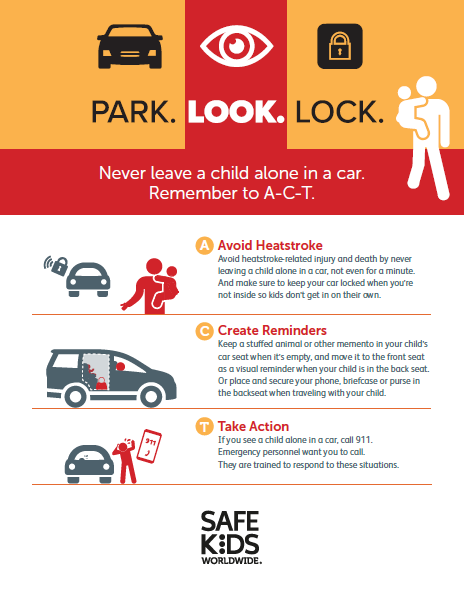 PARK. LOOK. LOCK.
Never leave a child alone in a car.
Remember to A-C-T.
A Avoid Heatstroke
Avoid heatstroke-related injury and death by never
leaving a child alone in a car, not even for a minute.
And make sure to keep your car locked when you're
not inside so kids don't get in on their own.
C Create Reminders
Keep a stuffed animal or other memento in your child's
car seat when it's empty, and move it to the front seat
as a visual reminder when your child is in the back seat.
Or place and secure your phone, briefcase or purse in
the backseat when traveling with your child.
T Take Action
If you see a child alone in a car, call 911.
Emergency personnel want you to call.
They are trained to respond to these situations.
911
SAFE
KIDS
WORLDWIDE.